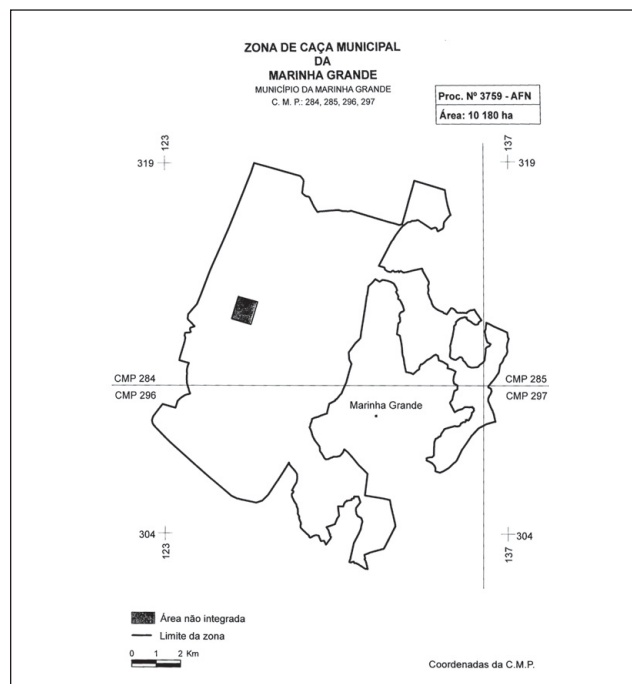 ZONA DE CAÇA MUNICIPAL
DA
MARINHA GRANDE
MUNICÍPIO DA MARINHA GRANDE
C. M. P.: 284, 285, 296, 297
Proc. Nº 3759 - AFN
Área: 10 180 ha
123
137
319
319
CMP 284
CMP 285
CMP 296
CMP 297
Marinha Grande
304
304
123
137
Área não integrada
Limite da zona
0 1 2 Km
Coordenadas da C.M.P.